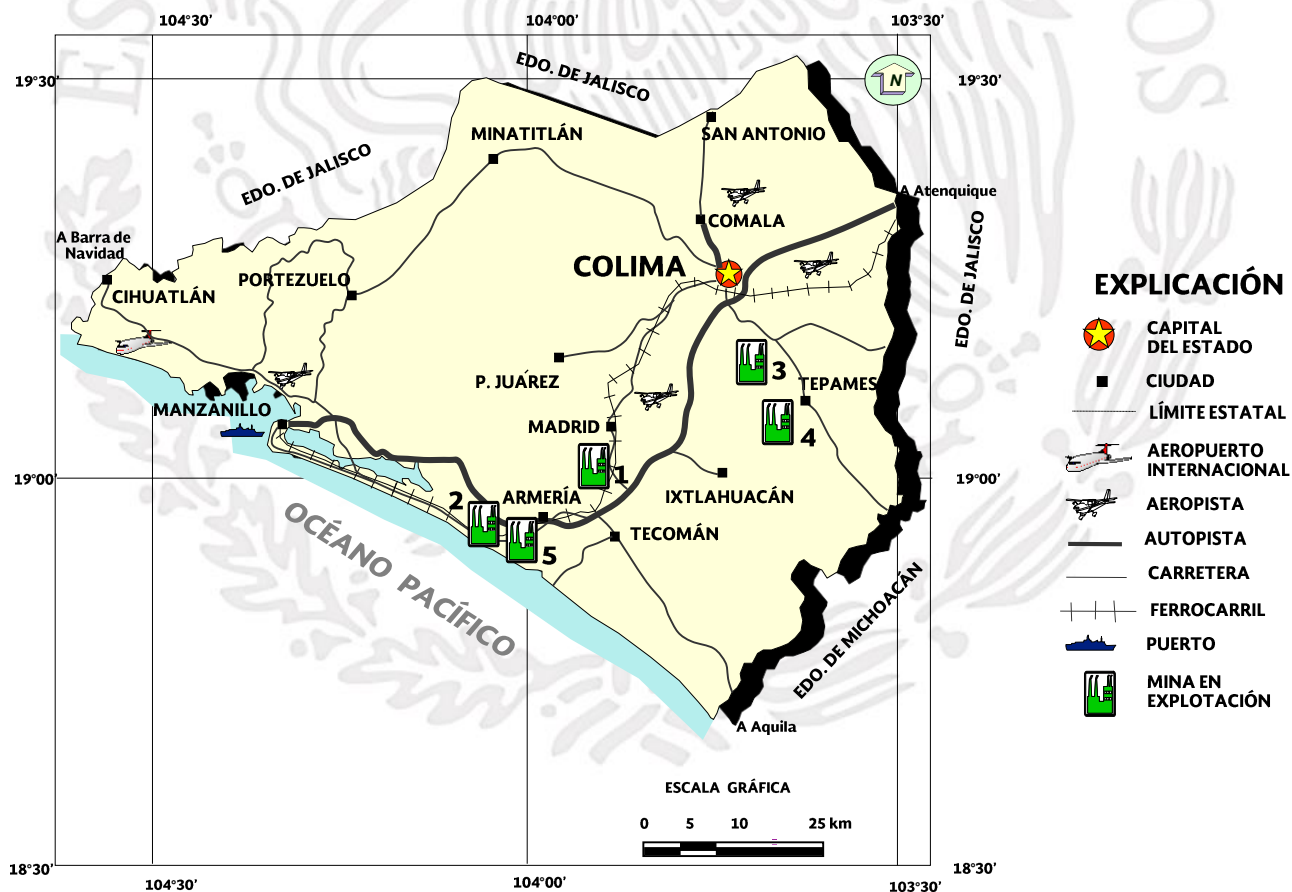 104°30'
104°00'
103°30'
19°30'
19°30'
EDO. DE JALISCO
N
MINATITLÁN
SAN ANTONIO
EDO. DE JALISCO
A Atenquique
COMALA
A Barra de
Navidad
EDO. DE JALISCO
COLIMA
PORTEZUELO
CIHUATLÁN
EXPLICACIÓN
CAPITAL
DEL ESTADO
P. JUÁREZ
3
TEPAMES
CIUDAD
MANZANILLO
LÍMITE ESTATAL
MADRID
4
AEROPUERTO
INTERNACIONAL
1
19°00'
19°00'
2
ARMERÍA
IXTLAHUACÁN
AEROPISTA
OCÉANO PACÍFICO
TECOMÁN
AUTOPISTA
5
CARRETERA
EDO. DE MICHOACÁN
FERROCARRIL
PUERTO
MINA EN
EXPLOTACIÓN
A Aquila
ESCALA GRÁFICA
0 5 10 25 km
18°30'
18°30'
104°30'
104°00'
103°30'